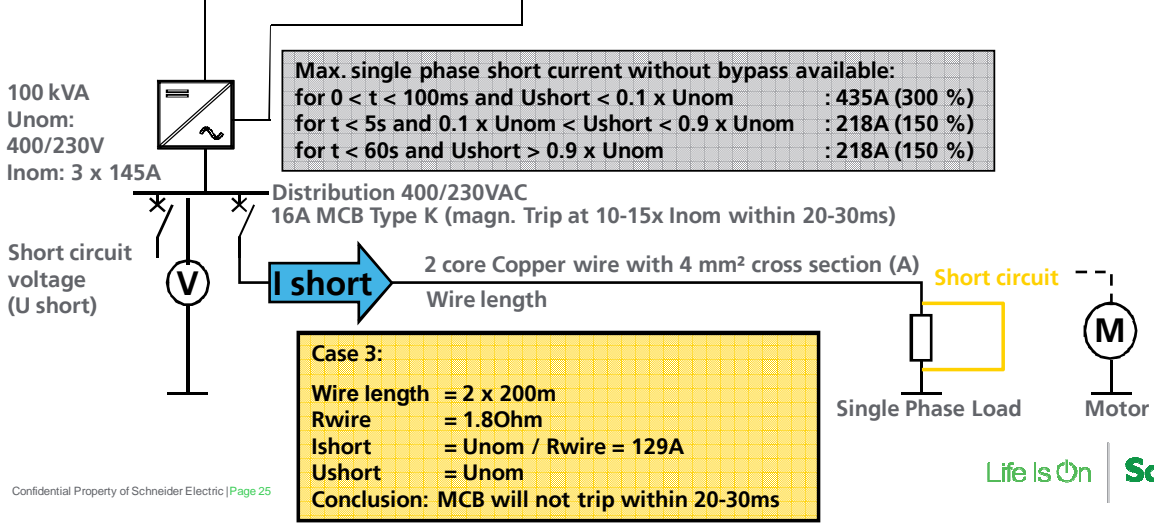 Max. single phase short current without bypass available:
for 0 < t < 100ms and Ushort < 0.1 x Unom : 435A (300 %)
for t < 5s and 0.1 x Unom < Ushort < 0.9 x Unom : 218A (150 %)
for t < 60s and Ushort > 0.9 x Unom : 218A (150 %)
100 kVA
Unom:
400/230V
Inom: 3 x 145A
Distribution 400/230VAC
16A MCB Type K (magn. Trip at 10-15x Inom within 20-30ms)
Short circuit
voltage
(U short)
V
I short
2 core Copper wire with 4 mm² cross section (A)
Wire length
Short circuit
M
Single Phase Load
Motor
Case 3:
Wire length = 2 x 200m
Rwire = 1.8Ohm
Ishort = Unom / Rwire = 129A
Ushort = Unom
Conclusion: MCB will not trip within 20-30ms
Confidential Property of Schneider Electric | Page 25
Life Is On